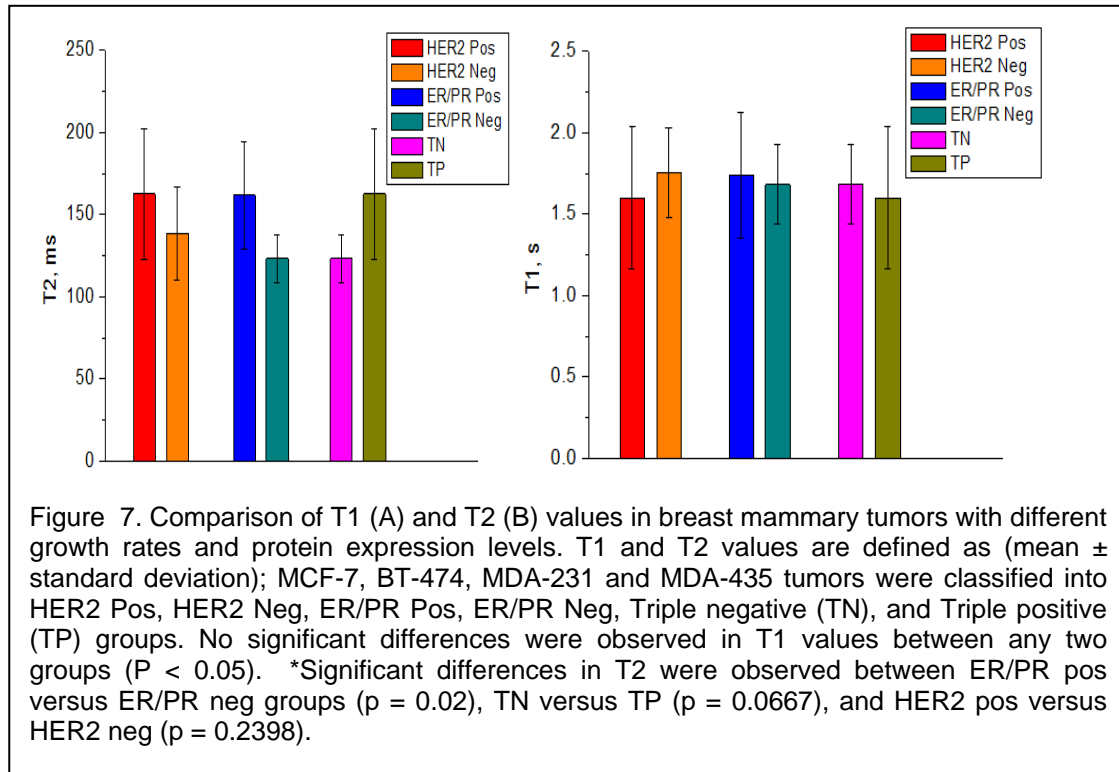 250
200
150
100
50
0
T2, ms
HER2 Pos
HER2 Neg
ER/PR Pos
ER/PR Neg
TN
TP
2.5
2.0
1.5
1.0
0.5
0.0
T1, s
HER2 Pos
HER2 Neg
ER/PR Pos
ER/PR Neg
TN
TP
Figure 7. Comparison of T1 (A) and T2 (B) values in breast mammary tumors with different
growth rates and protein expression levels. T1 and T2 values are defined as (mean ±
standard deviation); MCF-7, BT-474, MDA-231 and MDA-435 tumors were classified into
HER2 Pos, HER2 Neg, ER/PR Pos, ER/PR Neg, Triple negative (TN), and Triple positive
(TP) groups. No significant differences were observed in T1 values between any two
groups (P < 0.05). *Significant differences in T2 were observed between ER/PR pos
versus ER/PR neg groups (p = 0.02), TN versus TP (p = 0.0667), and HER2 pos versus
HER2 neg (p = 0.2398).